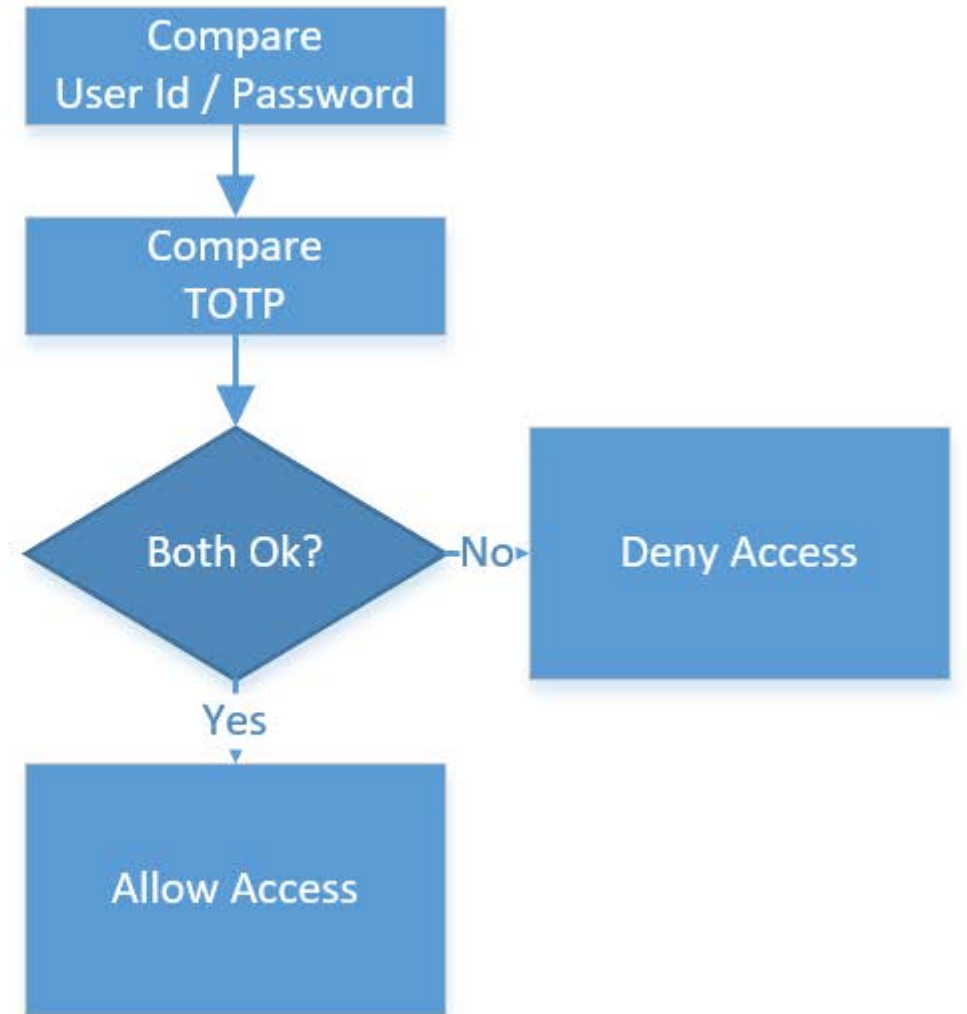 Compare
User Id / Password
Compare
TOTP
Both Ok?
No
Deny Access
Yes
Allow Access